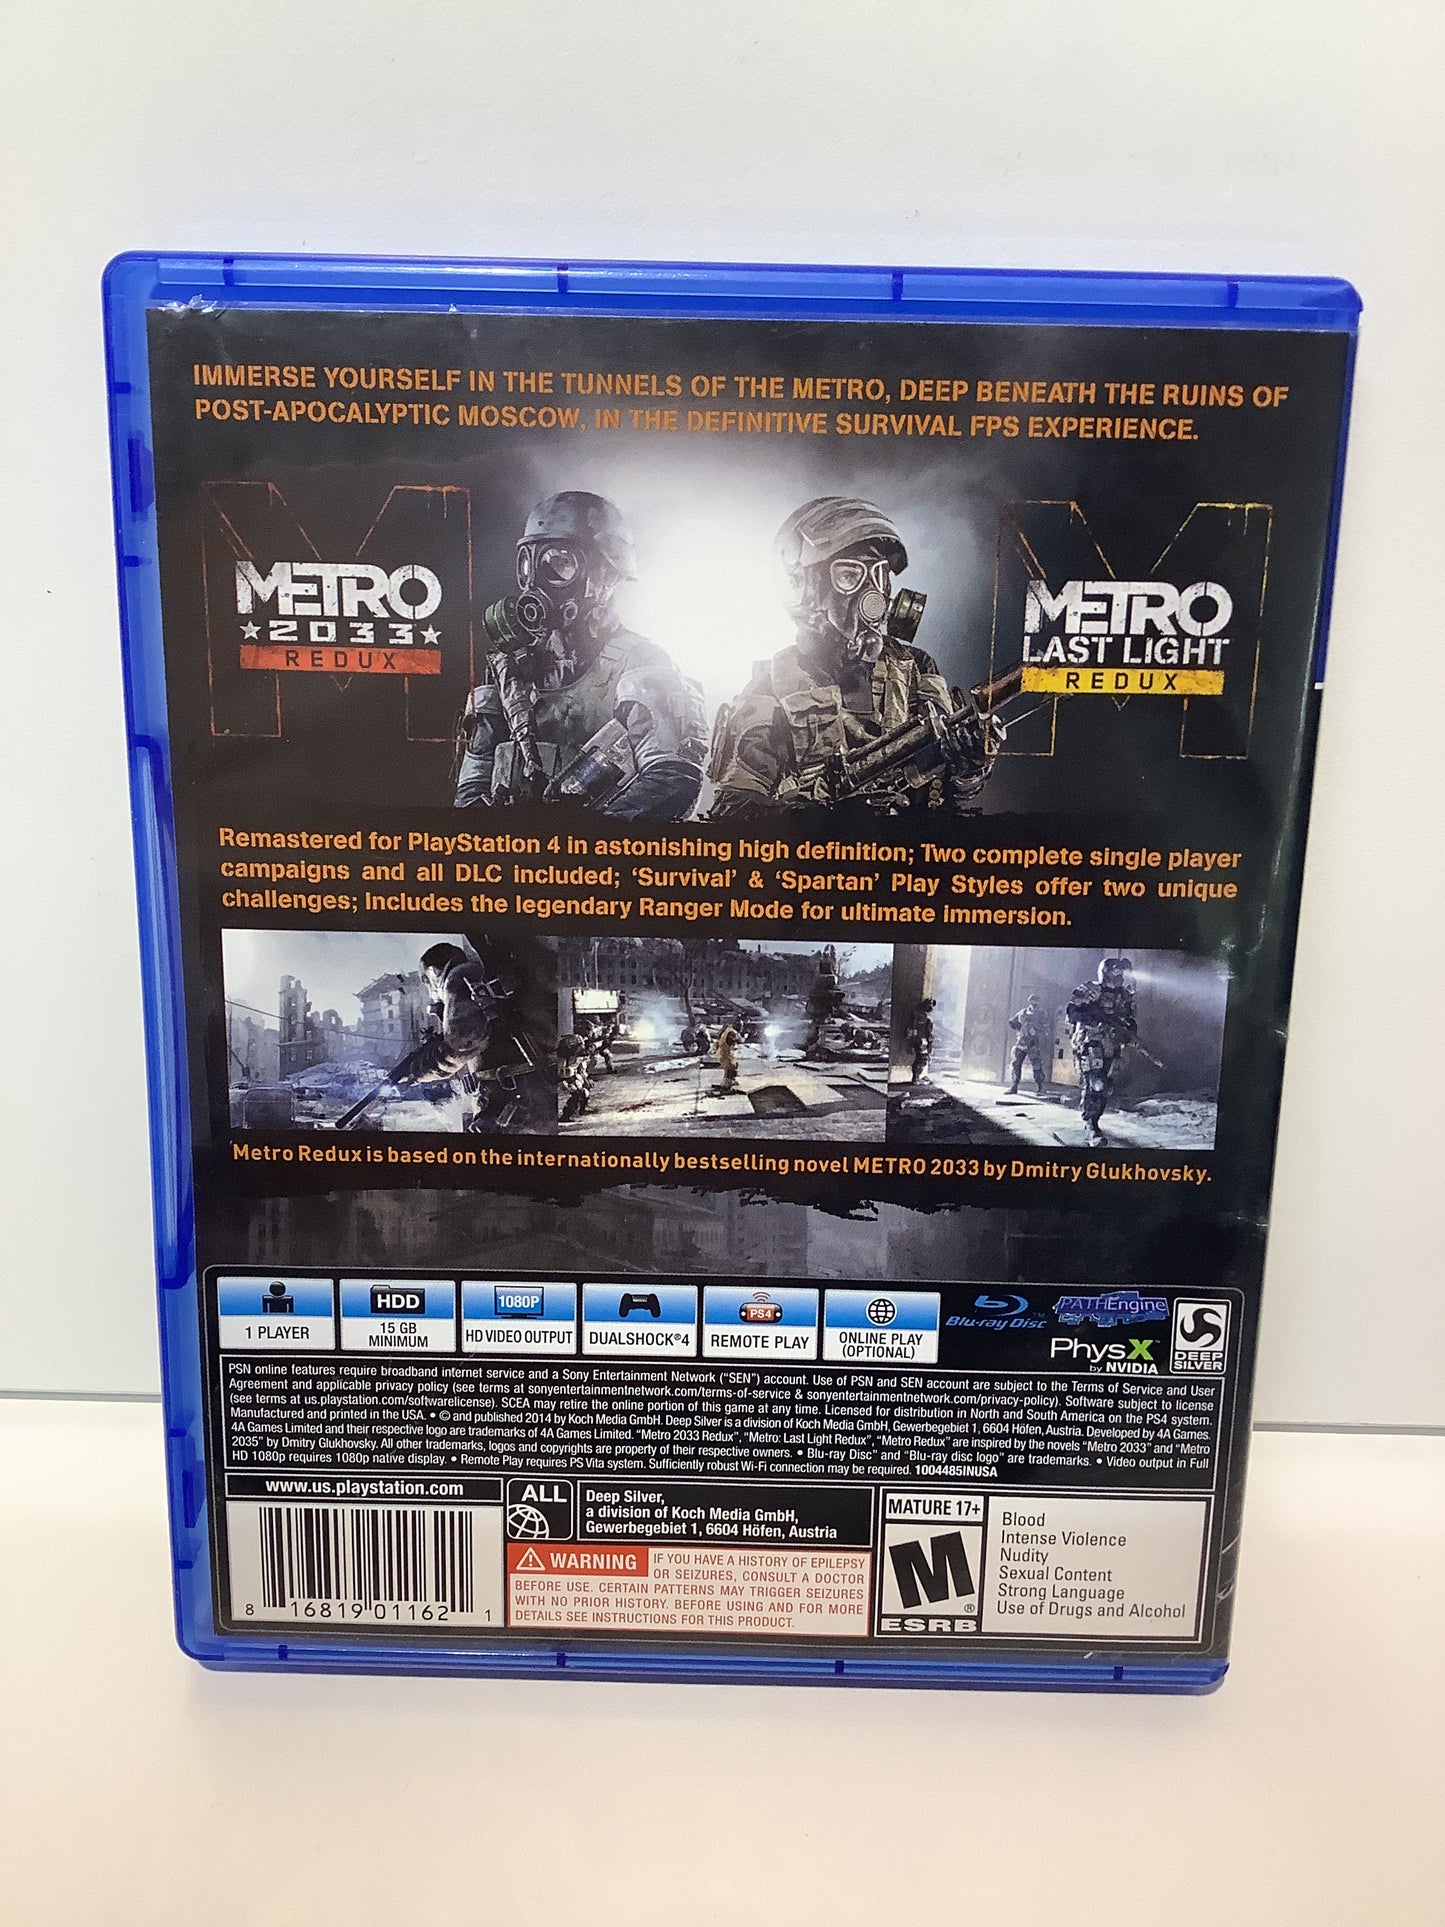 IMMERSE YOURSELF IN THE TUNNELS OF THE METRO, DEEP BENEATH THE RUINS OF
POST-APOCALYPTIC MOSCOW, IN THE DEFINITIVE SURVIVAL FPS EXPERIENCE.
METRO
2033
REDUX
METRO
LAST LIGHT
REDUX
Remastered for PlayStation 4 in astonishing high definition; Two complete single player
campaigns and all DLC included; ‘Survival’ & ‘Spartan’ Play Styles offer two unique
challenges; Includes the legendary Ranger Mode for ultimate immersion.
Metro Redux is based on the internationally bestselling novel METRO 2033 by Dmitry Glukhovsky.
1 PLAYER
HDD
15 GB
MINIMUM
1080P
HD VIDEO OUTPUT
DUALSHOCK®4
PS4
REMOTE PLAY
ONLINE PLAY
(OPTIONAL)
Blu-ray Disc™
PATHEngine
PhysX™
by NVIDIA
DEEP
SILVER
PSN online features require broadband internet service and a Sony Entertainment Network (“SEN”) account. Use of PSN and SEN account are subject to the Terms of Service and User
Agreement and applicable privacy policy (see terms at sonyentertainmentnetwork.com/terms-of-service & sonyentertainmentnetwork.com/privacy-policy). Software subject to license
(see terms at us.playstation.com/softwarelicense). SCEA may retire the online portion of this game at any time. Licensed for distribution in North and South America on the PS4 system.
Manufactured and printed in the USA. • © and published 2014 by Koch Media GmbH. Deep Silver is a division of Koch Media GmbH, Gewerbegebiet 1, 6604 Höfen, Austria. Developed by 4A Games.
4A Games Limited and their respective logo are trademarks of 4A Games Limited. “Metro 2033 Redux”, “Metro: Last Light Redux”, “Metro Redux” are inspired by the novels “Metro 2033” and “Metro
2035” by Dmitry Glukhovsky. All other trademarks, logos and copyrights are property of their respective owners. • Blu-ray Disc” and “Blu-ray disc logo” are trademarks. • Video output in Full
HD 1080p requires 1080p native display. • Remote Play requires PS Vita system. Sufficiently robust Wi-Fi connection may be required. 1004485INUSA
www.us.playstation.com
8 16819 01162 1
ALL
Deep Silver,
a division of Koch Media GmbH,
Gewerbegebiet 1, 6604 Höfen, Austria
WARNING IF YOU HAVE A HISTORY OF EPILEPSY
OR SEIZURES, CONSULT A DOCTOR
BEFORE USE. CERTAIN PATTERNS MAY TRIGGER SEIZURES
WITH NO PRIOR HISTORY. BEFORE USING AND FOR MORE
DETAILS SEE INSTRUCTIONS FOR THIS PRODUCT.
MATURE 17+
M®
ESRB
Blood
Intense Violence
Nudity
Sexual Content
Strong Language
Use of Drugs and Alcohol